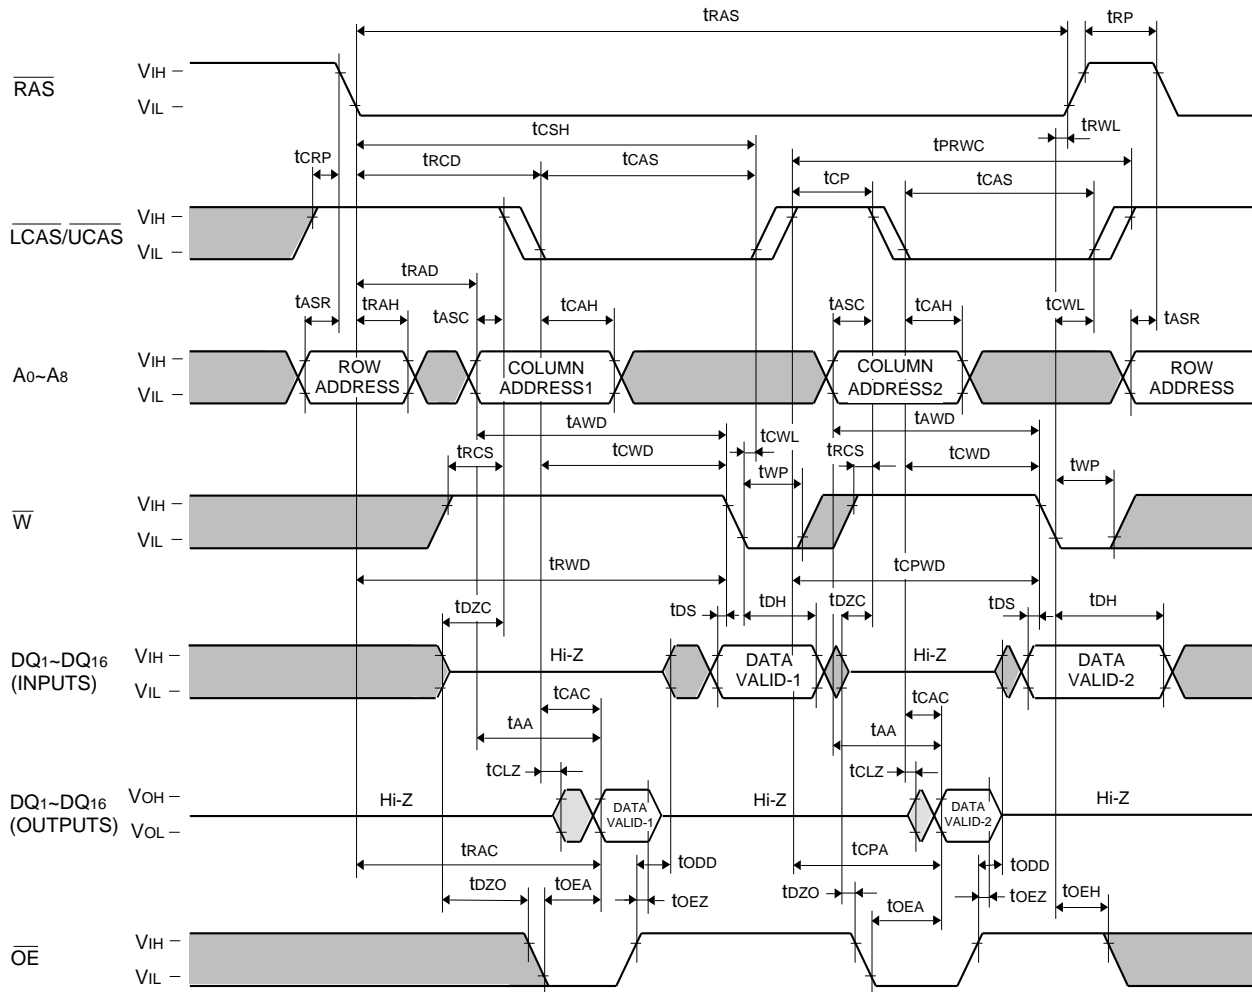 tRAS tRP
RAS VIH
VIL
tRWL
tCSH tPRWC
tCRP tRCD tCAS tCP tCAS
LCAS/UCAS VIH
VIL
tRAD
tASR tRAH tASC tCAH tASC tCAH tCWL tASR
A0~A8 VIH
VIL
ROW ADDRESS
COLUMN ADDRESS1
COLUMN ADDRESS2
ROW ADDRESS
tAWD tCWL tAWD
tRCS tCWD tWP tRCS tCWD tWP
W VIH
VIL
tRWD tCPWD
tDZC tDS tDH tDZC tDS tDH
DQ1~DQ16 (INPUTS) VIH
VIL
Hi-Z
DATA VALID-1
Hi-Z
DATA VALID-2
tCAC tCAC
tAA tAA
tCLZ tCLZ
DQ1~DQ16 (OUTPUTS) VOH
VOL
Hi-Z
DATA VALID-1
Hi-Z
DATA VALID-2
Hi-Z
tRAC tODD tCPA tODD
tDZO tOEA tOEZ tDZO tOEA tOEZ tOEH
OE VIH
VIL